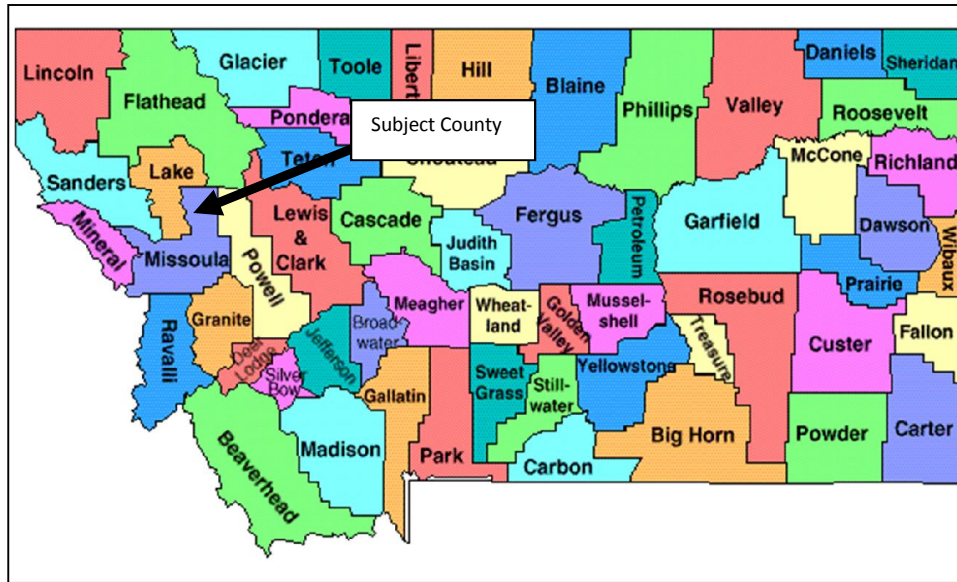 Lincoln
Flathead
Glacier
Toole
Libert
Hill
Blaine
Phillips
Valley
Daniels
Sheridan
Roosevelt
Pondera
Subject County
Sanders
Lake
McCone
Richland
Mineral
Missoula
Powell
Lewis
&
Clark
Cascade
Judith
Basin
Fergus
Petroleum
Garfield
Dawson
Wibaux
Prairie
Ravalli
Granite
Deer
Lodge
Silver
Bow
Jefferson
Broad-
water
Meagher
Wheat-
land
Golden
Valley
Mussel-
shell
Rosebud
Treasure
Custer
Fallon
Beaverhead
Madison
Gallatin
Park
Sweet
Grass
Still-
water
Yellowstone
Carbon
Big Horn
Powder
Carter